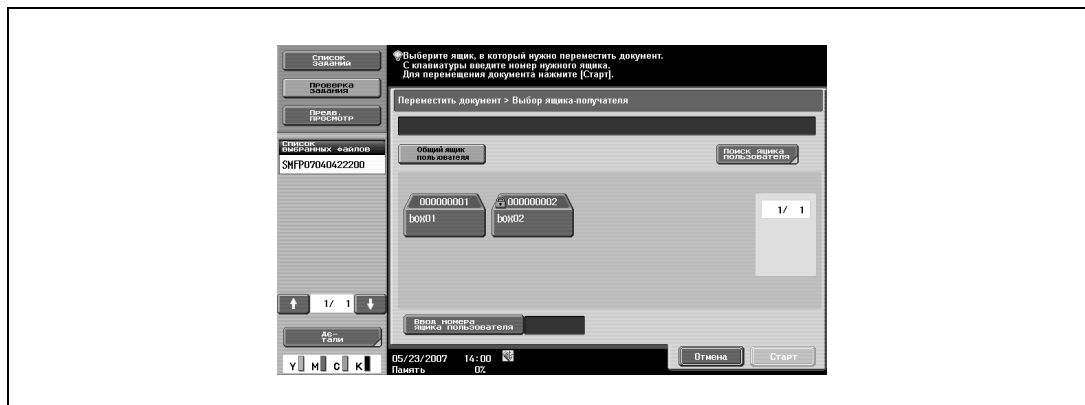 Список
задания
Проверка
задания
Предв.
просмотр
Список
выбранных файлов
SMFP07040422200
1/ 1
Де-
тали
Y M C K
Выберите ящик, в который нужно переместить документ.
С клавиатуры введите номер нужного ящика.
Для перемещения документа нажмите [Старт].
Переместить документ > Выбор ящика-получателя
Общий ящик
пользователя
Поиск ящика
пользователя
000000001
box01
000000002
box02
1/ 1
Ввод номера
ящика пользователя
05/23/2007 14:00
Память 0%
Отмена
Старт